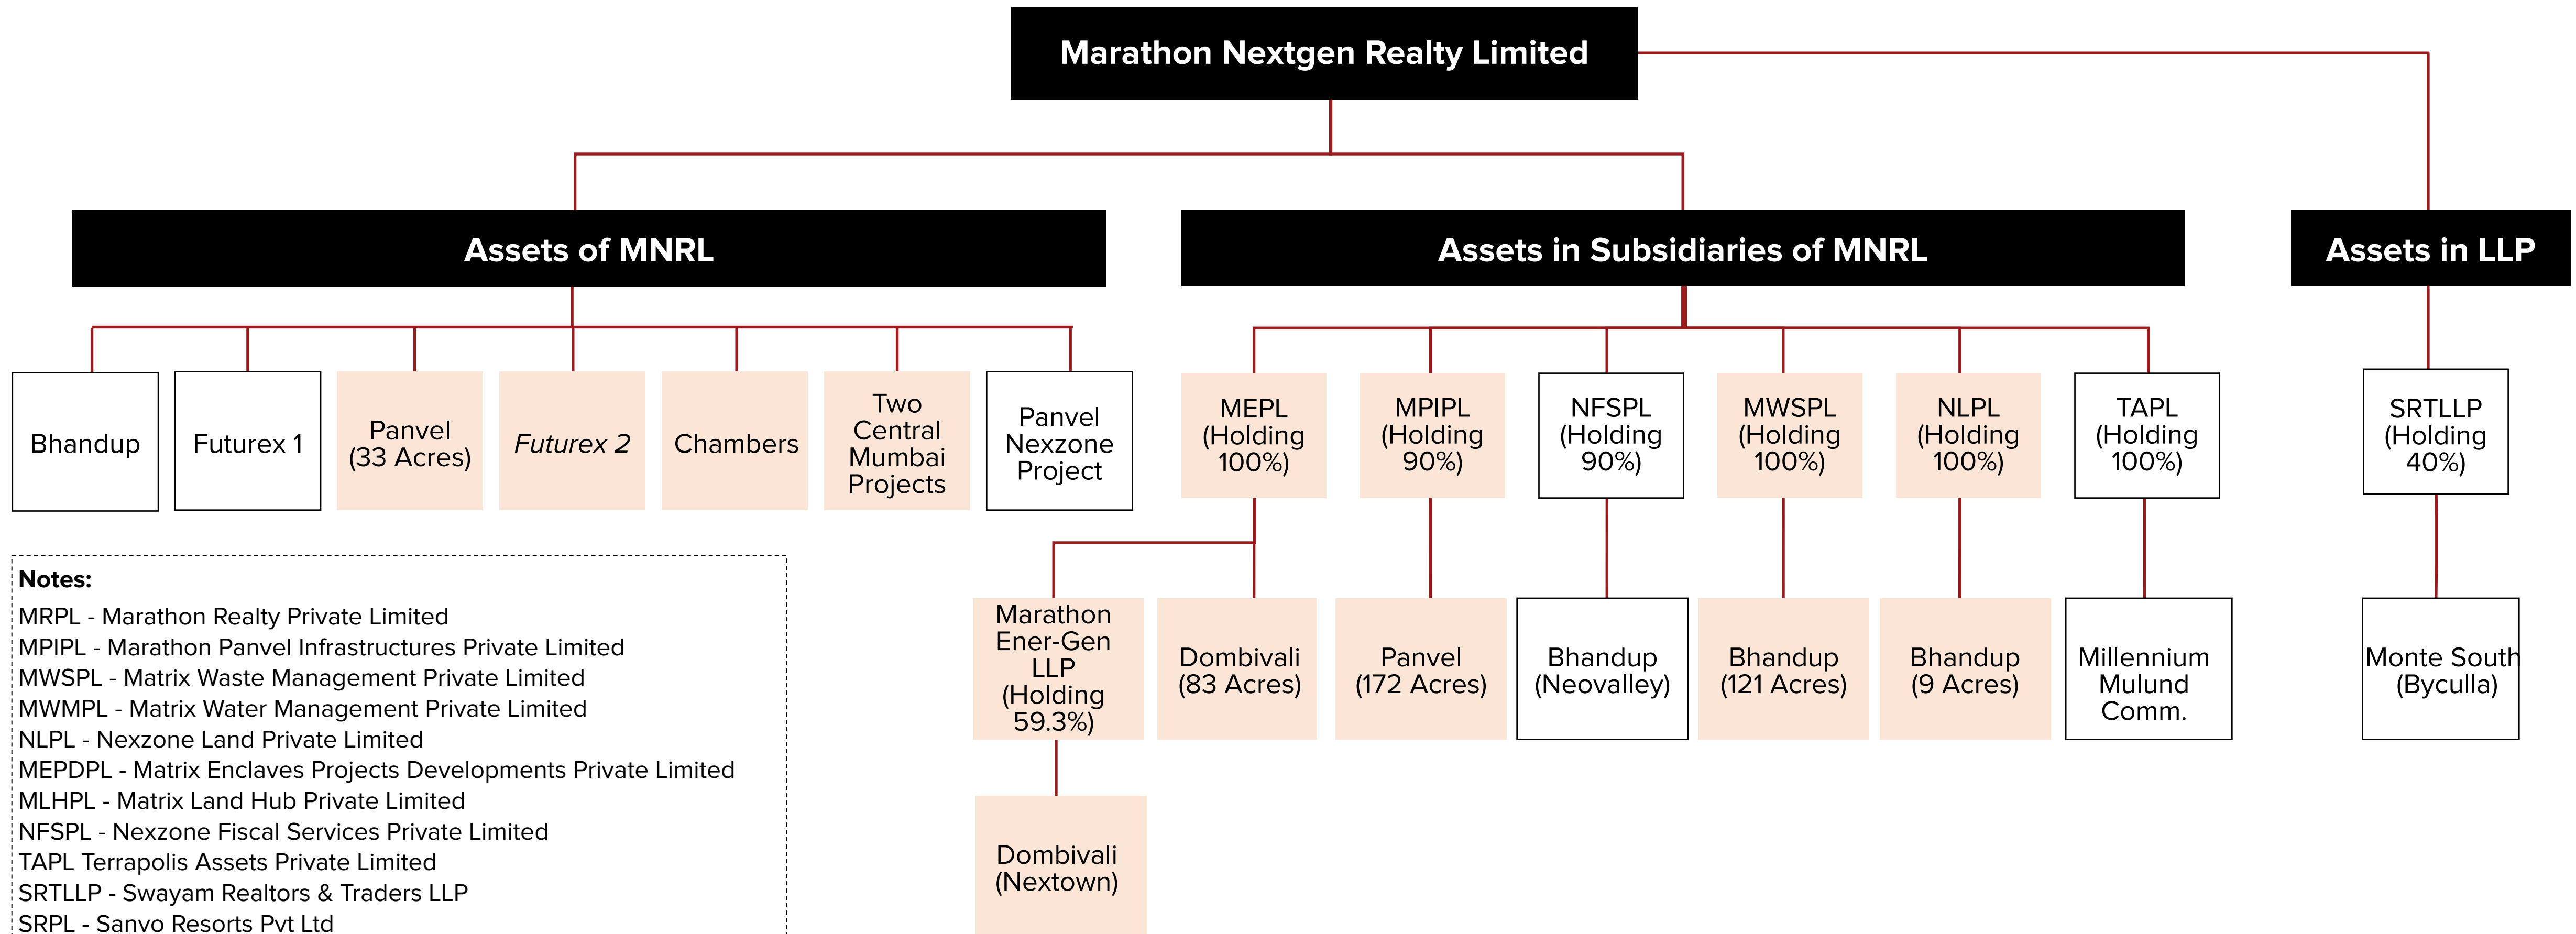 Marathon Nextgen Realty Limited
Assets of MNRL
Assets in Subsidiaries of MNRL
Assets in LLP
Bhandup
Futurex 1
Panvel
(33 Acres)
Futurex 2
Chambers
Two
Central
Mumbai
Projects
Panvel
Nexzone
Project
MEPL
(Holding
100%)
MPIPL
(Holding
90%)
NFSPL
(Holding
90%)
MWSPL
(Holding
100%)
NLPL
(Holding
100%)
TAPL
(Holding
100%)
SRTLLP
(Holding
40%)
Marathon
Ener-Gen
LLP
(Holding
59.3%)
Dombivali
(83 Acres)
Panvel
(172 Acres)
Bhandup
(Neovalley)
Bhandup
(121 Acres)
Bhandup
(9 Acres)
Millennium
Mulund
Comm.
Monte South
(Byculla)
Dombivali
(Nextown)
Notes:
MRPL - Marathon Realty Private Limited
MPIPL - Marathon Panvel Infrastructures Private Limited
MWSPL - Matrix Waste Management Private Limited
MWMPL - Matrix Water Management Private Limited
NLPL - Nexzone Land Private Limited
MEPDPL - Matrix Enclaves Projects Developments Private Limited
MLHPL - Matrix Land Hub Private Limited
NFSPL - Nexzone Fiscal Services Private Limited
TAPL Terrapolis Assets Private Limited
SRTLLP - Swayam Realtors & Traders LLP
SRPL - Sanvo Resorts Pvt Ltd